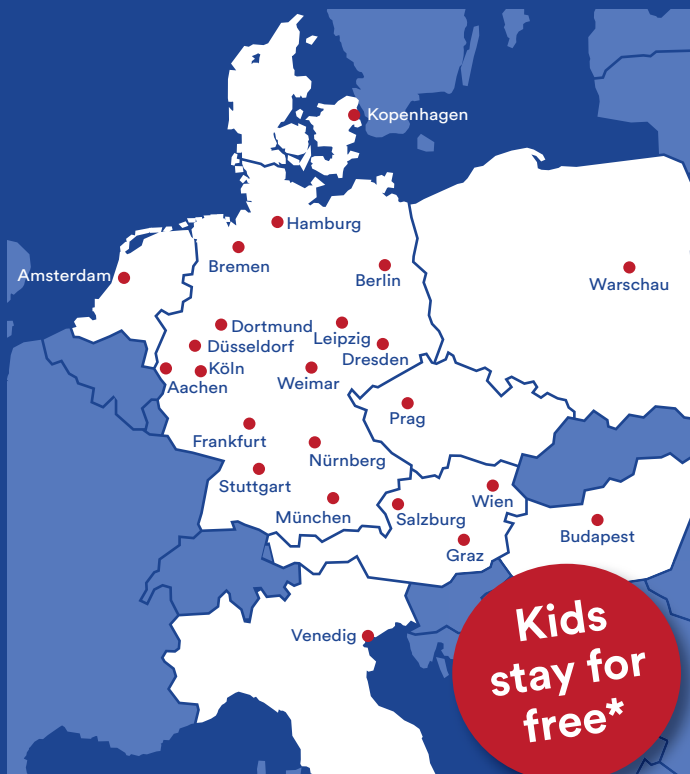 Kopenhagen
Hamburg
Bremen
Amsterdam
Berlin
Warschau
Dortmund
Leipzig
Düsseldorf
Dresden
Köln
Weimar
Aachen
Prag
Frankfurt
Nürnberg
Stuttgart
Wien
München
Salzburg
Budapest
Graz
Venedig
Kids
stay for
free*